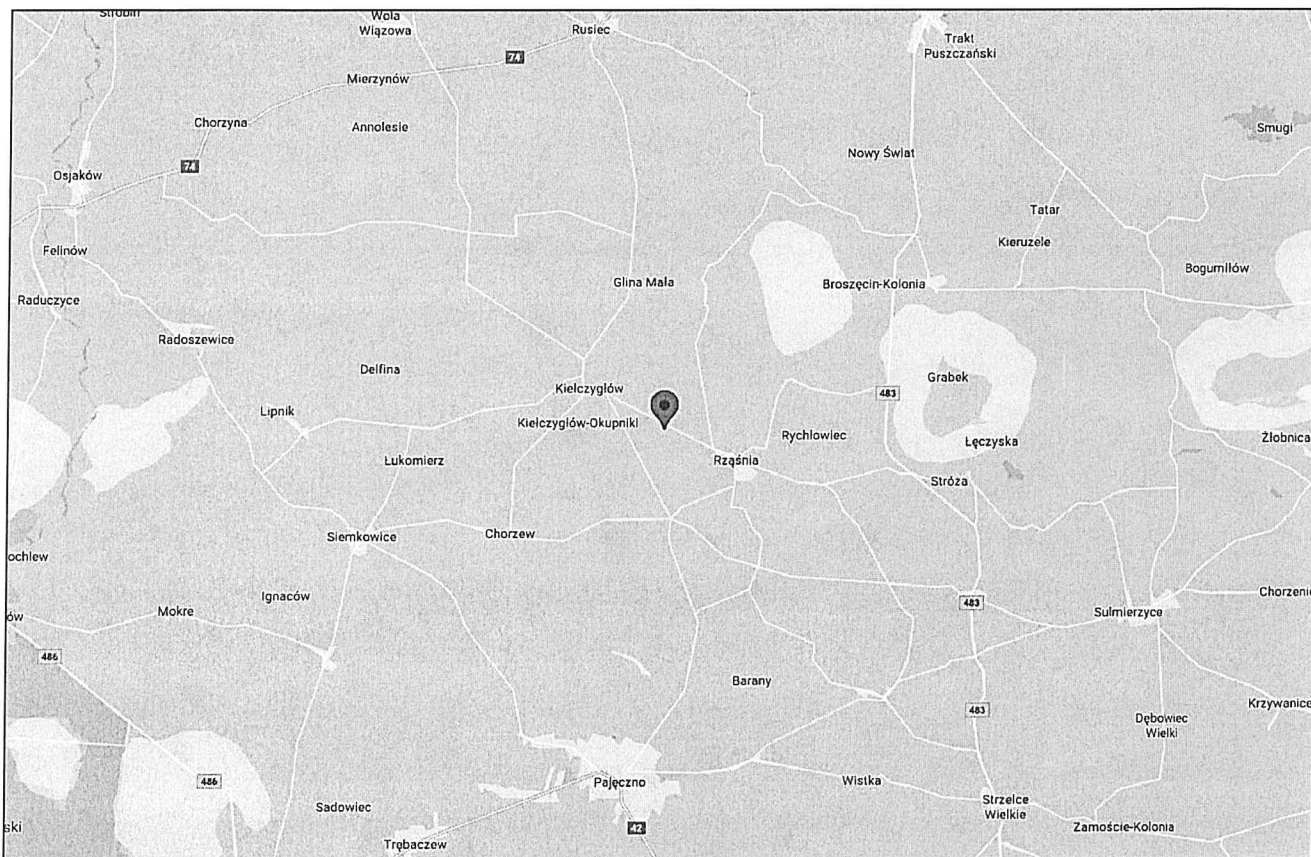 Strobin
Wola
Wiązowa
Rusiec
Trakt
Puszczański
74
Mierzynów
74
Chorzyna
Annolesie
Smugi
Nowy Świat
Osjaków
Tatar
Kieruzele
Felinów
Bogumiłów
Glina Mała
Broszęcin-Kolonia
Raduczyce
Radoszewice
Delfina
Grabek
Kiełczygłów
483
Lipnik
Kiełczygłów-Okupniki
Rychłowiec
Łęczyska
Żłobnica
Łukomierz
Rząśnia
Stróża
Siemkowice
Chorzew
ochlew
Ignaców
Mokre
483
Sulmierzyce
Chorzeni
ów
486
Barany
483
Krzywanice
Dębowiec
Wielki
486
Pajęczno
Wistka
Sadowiec
Strzelce
Wielkie
ski
42
Zamoście-Kolonia
Trębaczew